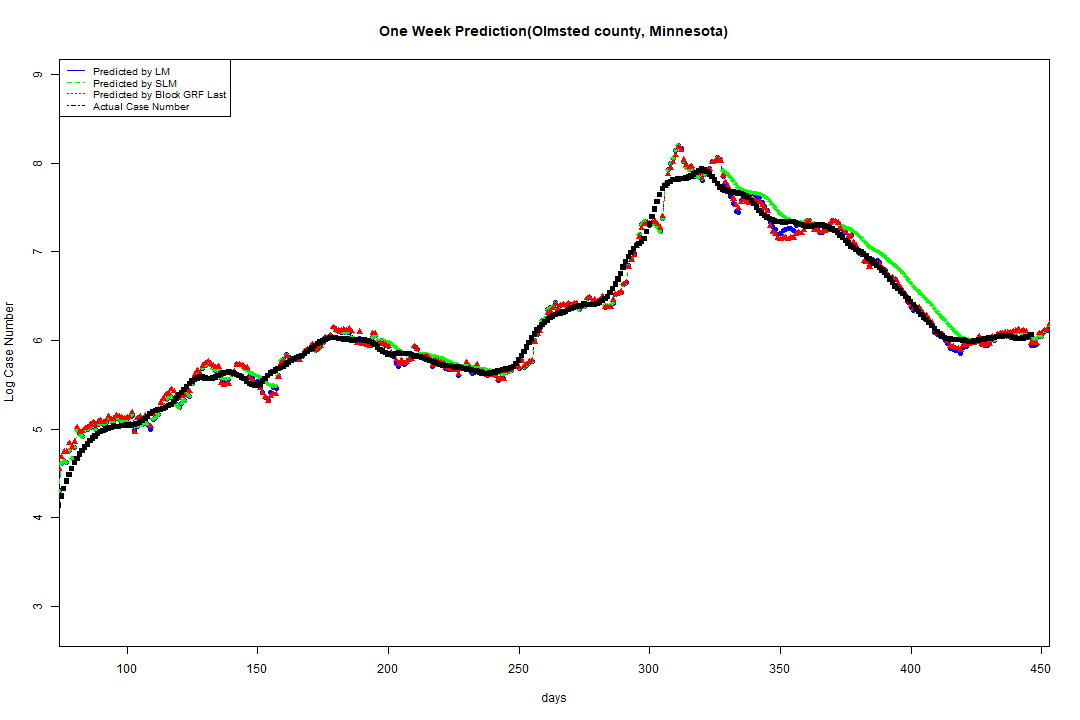 One Week Prediction(Olmsted county, Minnesota)
Predicted by LM
Predicted by SLM
Predicted by Block GRF Last
Actual Case Number
9
8
7
6
5
4
3
Log Case Number
100 150 200 250 300 350 400 450
days